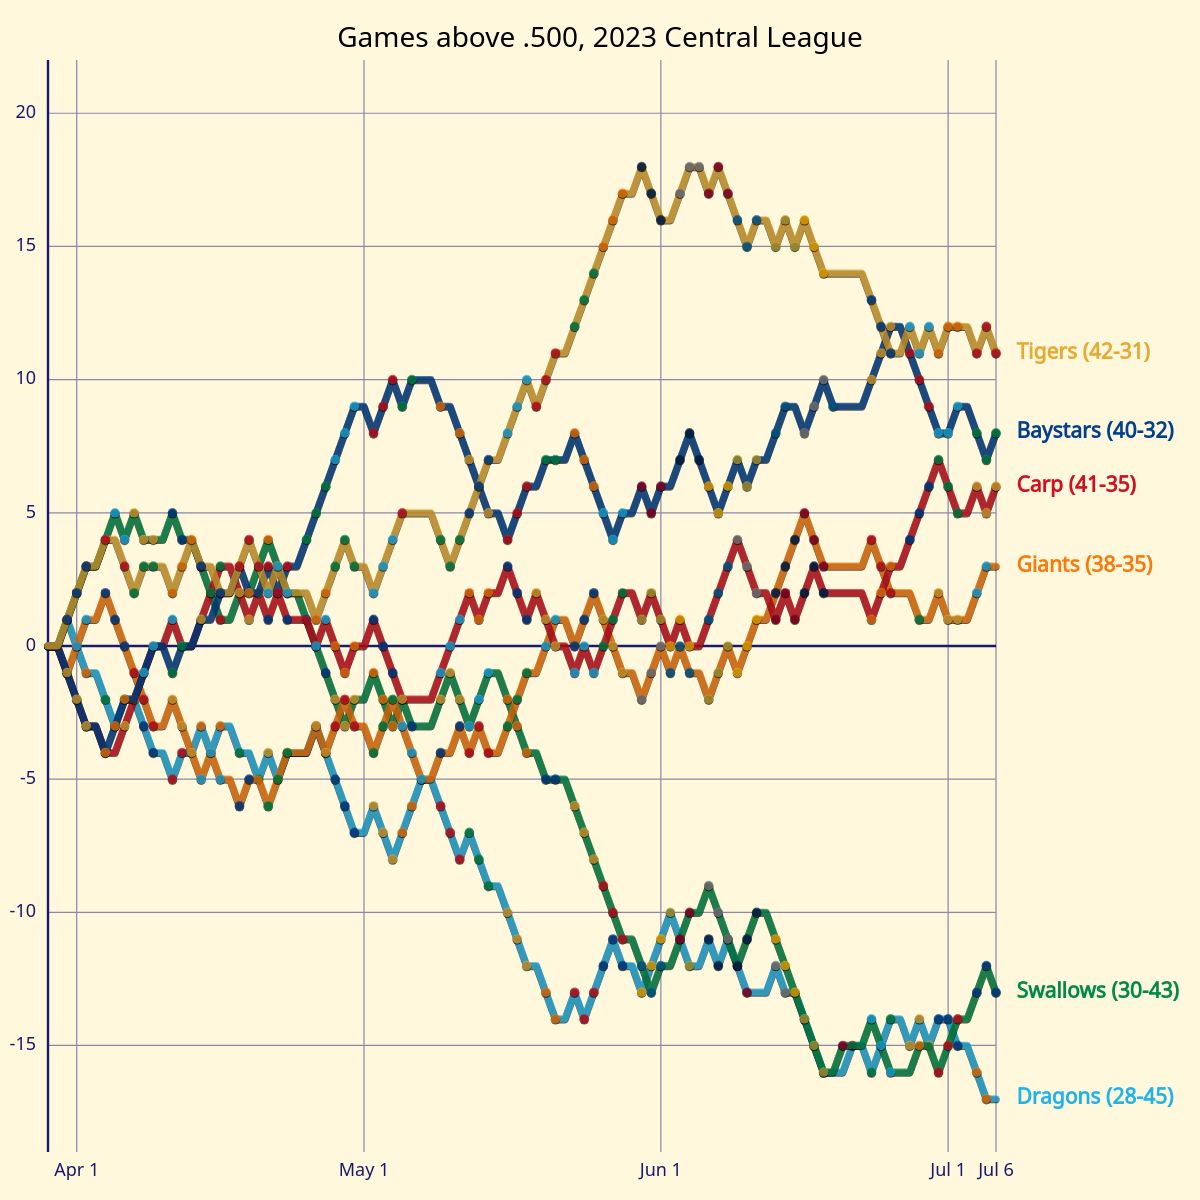 Games above .500, 2023 Central League
20
15
10
5
0
-5
-10
-15
Tigers (42-31)
Baystars (40-32)
Carp (41-35)
Giants (38-35)
Swallows (30-43)
Dragons (28-45)
Apr 1
May 1
Jun 1
Jul 1
Jul 6